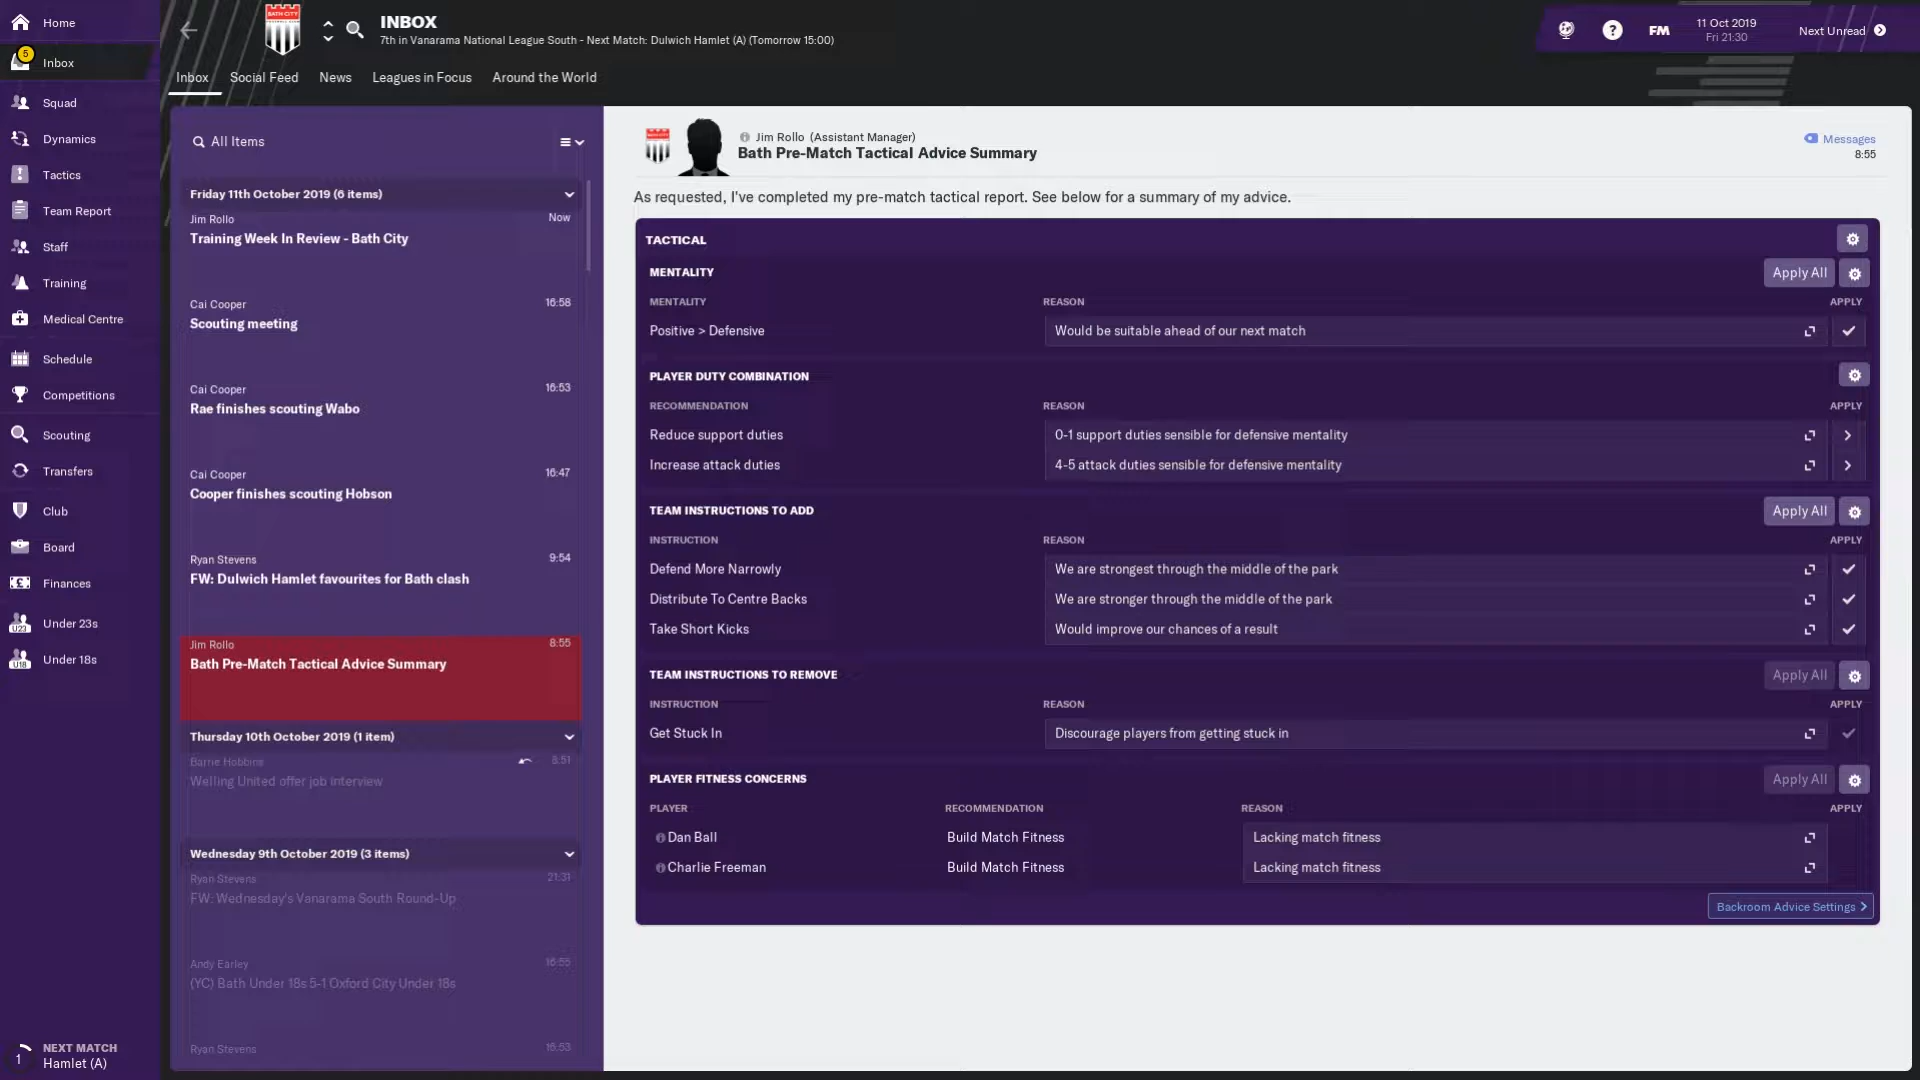 Home
5
Inbox
Squad
Dynamics
Tactics
Team Report
Staff
Training
Medical Centre
Schedule
Competitions
Scouting
Transfers
Club
Board
Finances
U23
Under 23s
U18
Under 18s
1
NEXT MATCH
Hamlet (A)
BATH CITY
INBOX
7th in Vanarama National League South - Next Match: Dulwich Hamlet (A) (Tomorrow 15:00)
?
FM
11 Oct 2019
Fri 21:30
Next Unread
Inbox
Social Feed
News
Leagues in Focus
Around the World
All Items
Friday 11th October 2019 (6 items)
Jim Rollo
Now
Training Week In Review - Bath City
Cai Cooper
16:58
Scouting meeting
Cai Cooper
16:53
Rae finishes scouting Wabo
Cai Cooper
16:47
Cooper finishes scouting Hobson
Ryan Stevens
9:54
FW: Dulwich Hamlet favourites for Bath clash
Jim Rollo
8:55
Bath Pre-Match Tactical Advice Summary
Thursday 10th October 2019 (1 item)
Barrie Hobbins
8:51
Welling United offer job interview
Wednesday 9th October 2019 (3 items)
Ryan Stevens
21:31
FW: Wednesday's Vanarama South Round-Up
Andy Earley
16:55
(YC) Bath Under 18s 5-1 Oxford City Under 18s
Ryan Stevens
16:53
Jim Rollo (Assistant Manager)
Bath Pre-Match Tactical Advice Summary
Messages
8:55
As requested, I've completed my pre-match tactical report. See below for a summary of my advice.
TACTICAL
MENTALITY
Apply All
MENTALITY
REASON
APPLY
Positive > Defensive
Would be suitable ahead of our next match
PLAYER DUTY COMBINATION
RECOMMENDATION
REASON
APPLY
Reduce support duties
0-1 support duties sensible for defensive mentality
Increase attack duties
4-5 attack duties sensible for defensive mentality
TEAM INSTRUCTIONS TO ADD
Apply All
INSTRUCTION
REASON
APPLY
Defend More Narrowly
We are strongest through the middle of the park
Distribute To Centre Backs
We are stronger through the middle of the park
Take Short Kicks
Would improve our chances of a result
TEAM INSTRUCTIONS TO REMOVE
Apply All
INSTRUCTION
REASON
APPLY
Get Stuck In
Discourage players from getting stuck in
PLAYER FITNESS CONCERNS
Apply All
PLAYER
RECOMMENDATION
REASON
APPLY
Dan Ball
Build Match Fitness
Lacking match fitness
Charlie Freeman
Build Match Fitness
Lacking match fitness
Backroom Advice Settings